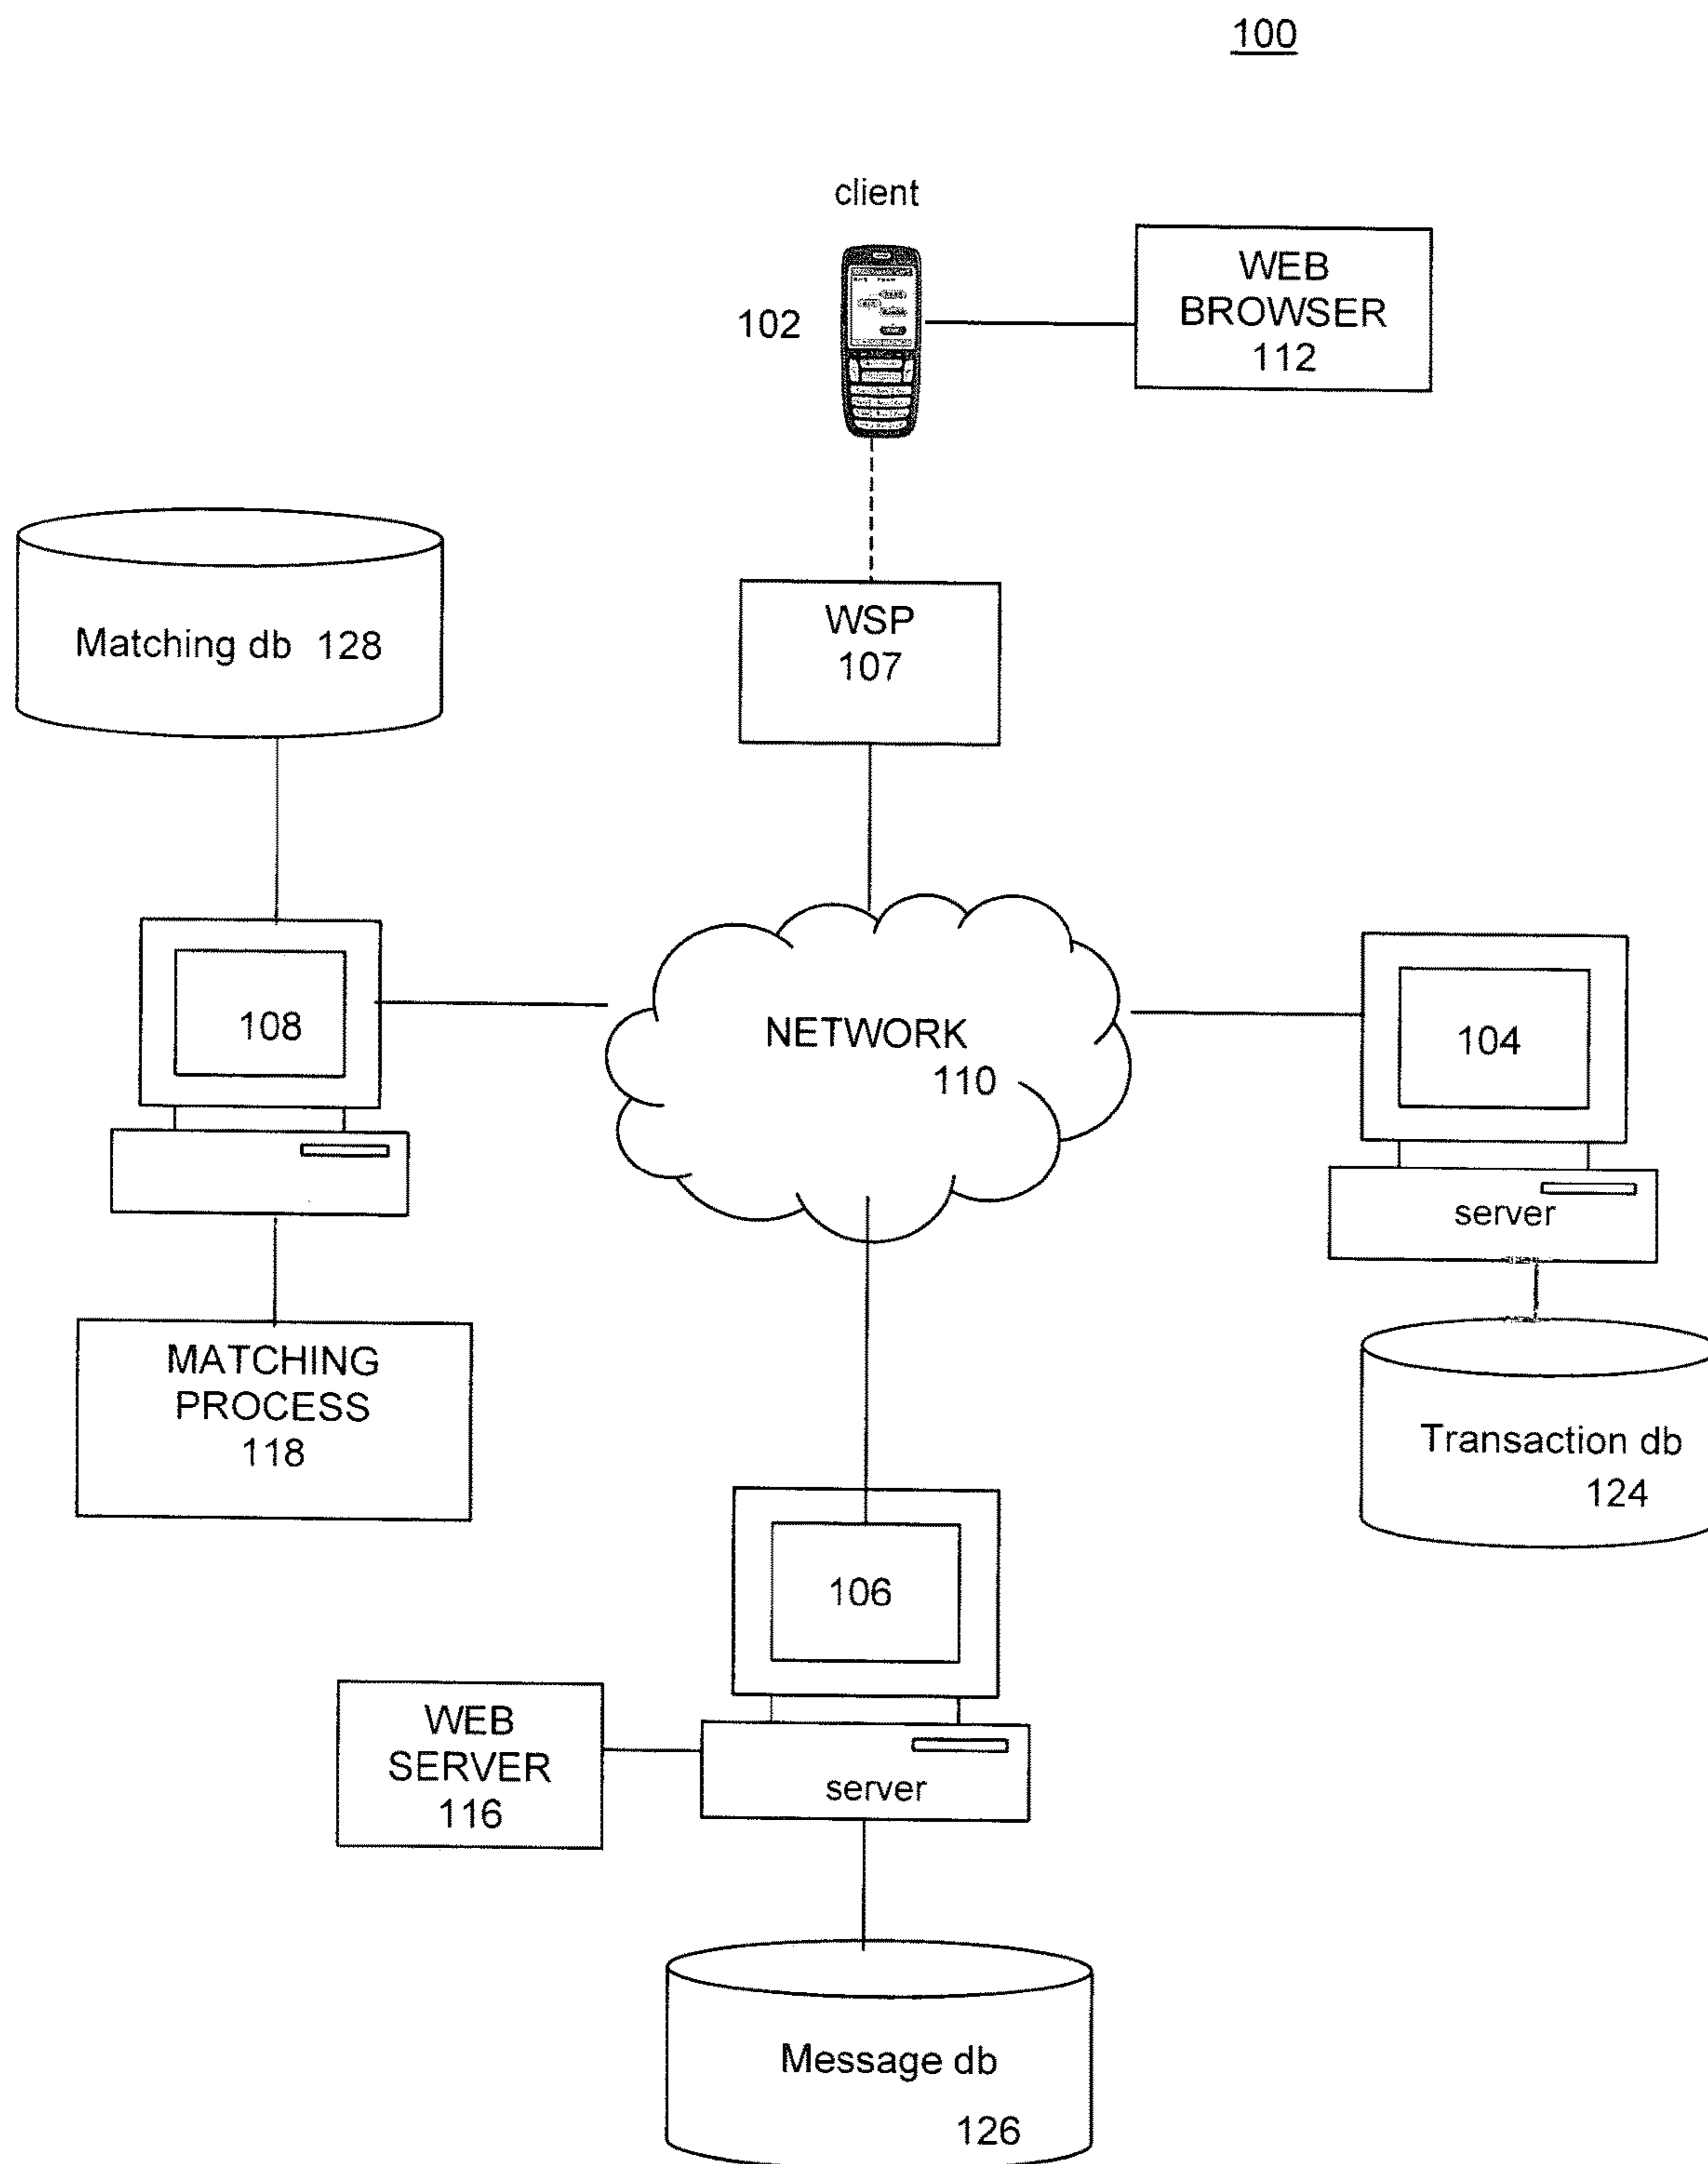 100
client
102
WEB
BROWSER
112
WSP
107
Matching db 128
108
NETWORK
110
104
server
MATCHING
PROCESS
118
Transaction db
124
106
WEB
SERVER
116
server
Message db
126